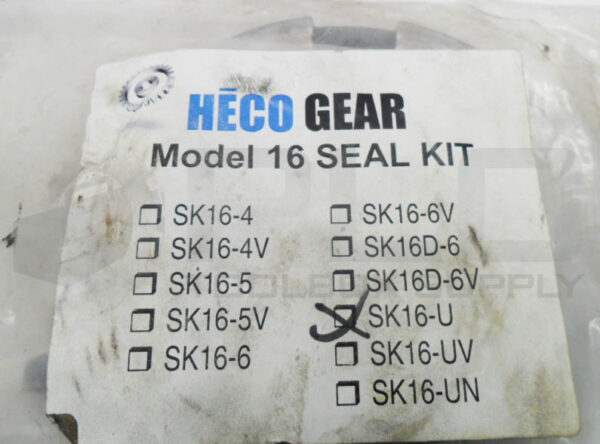 HĒCO GEAR
Model 16 SEAL KIT
SK16-4
SK16-4V
SK16-5
SK16-5V
SK16-6
SK16-6V
SK16D-6
SK16D-6V
SK16-U
SK16-UV
SK16-UN